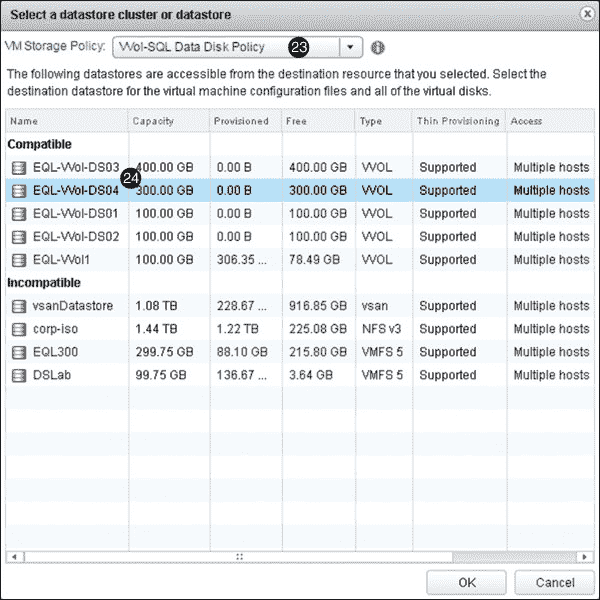 Select a datastore cluster or datastore
VM Storage Policy: VVol-SQL Data Disk Policy 23
The following datastores are accessible from the destination resource that you selected. Select the
destination datastore for the virtual machine configuration files and all of the virtual disks.
Name Capacity Provisioned Free Type Thin Provisioning Access
Compatible
EQL-VVol-DS03 400.00 GB 0.00 B 400.00 GB VVOL Supported Multiple hosts
24
EQL-VVol-DS04 300.00 GB 0.00 B 300.00 GB VVOL Supported Multiple hosts
EQL-VVol-DS01 100.00 GB 0.00 B 100.00 GB VVOL Supported Multiple hosts
EQL-VVol-DS02 100.00 GB 0.00 B 100.00 GB VVOL Supported Multiple hosts
EQL-VVol1 100.00 GB 306.35 ... 78.49 GB VVOL Supported Multiple hosts
Incompatible
vsanDatastore 1.08 TB 228.67 ... 916.85 GB vsan Supported Multiple hosts
corp-iso 1.44 TB 1.22 TB 225.08 GB NFS v3 Supported Multiple hosts
EQL300 299.75 GB 88.10 GB 215.80 GB VMFS 5 Supported Multiple hosts
DSLab 99.75 GB 136.67 ... 3.64 GB VMFS 5 Supported Multiple hosts
OK Cancel